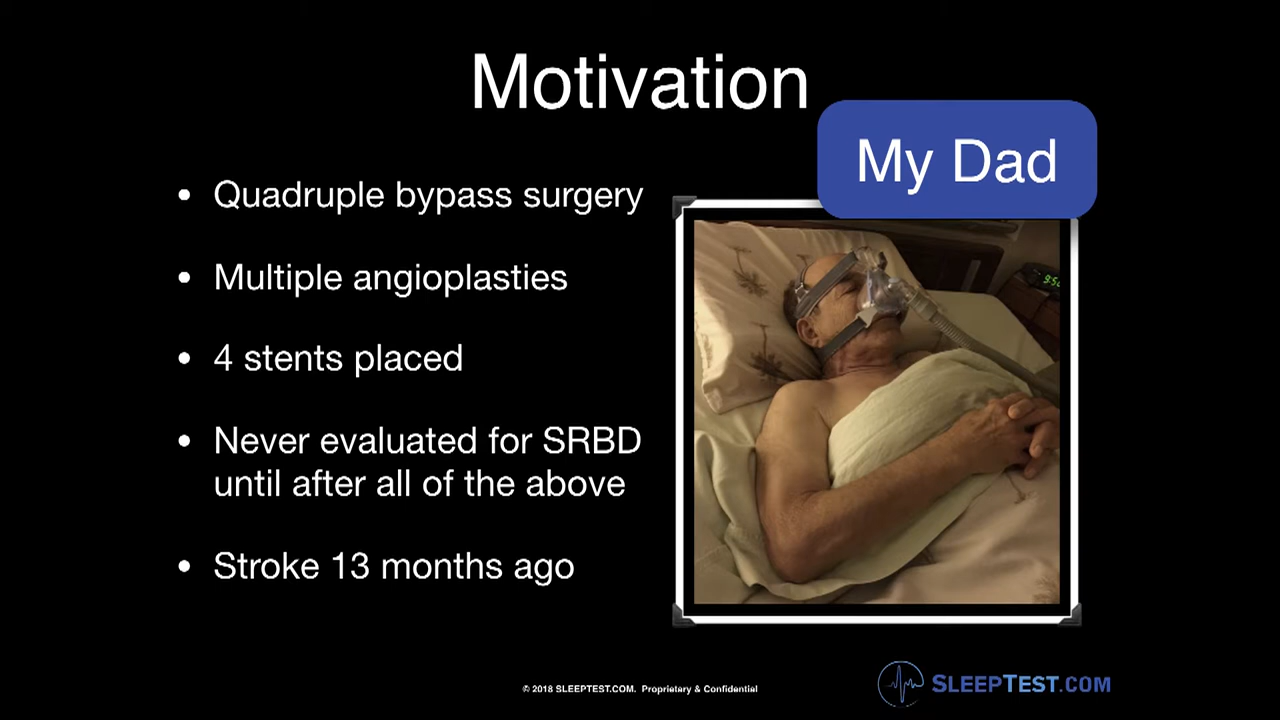 Motivation
My Dad
• Quadruple bypass surgery
• Multiple angioplasties
• 4 stents placed
• Never evaluated for SRBD
until after all of the above
• Stroke 13 months ago
© 2018 SLEEPTEST.COM. Proprietary & Confidential
SLEEPTEST.COM